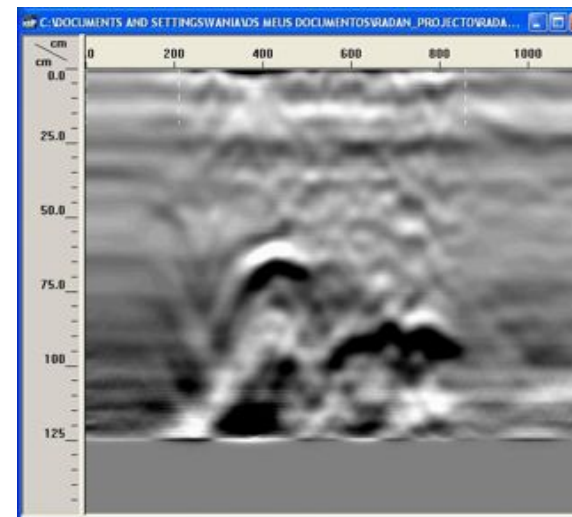 C:\DOCUMENTS AND SETTINGS\VANIA\OS MEUS DOCUMENTOS\RADAN_PROJECTO\RADA...
cm
cm
.0 200 400 600 800 1000
0.0
25.0
50.0
75.0
100
125